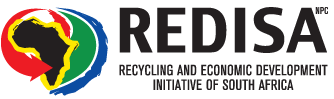 REDISA NPC
RECYCLING AND ECONOMIC DEVELOPMENT
INITIATIVE OF SOUTH AFRICA